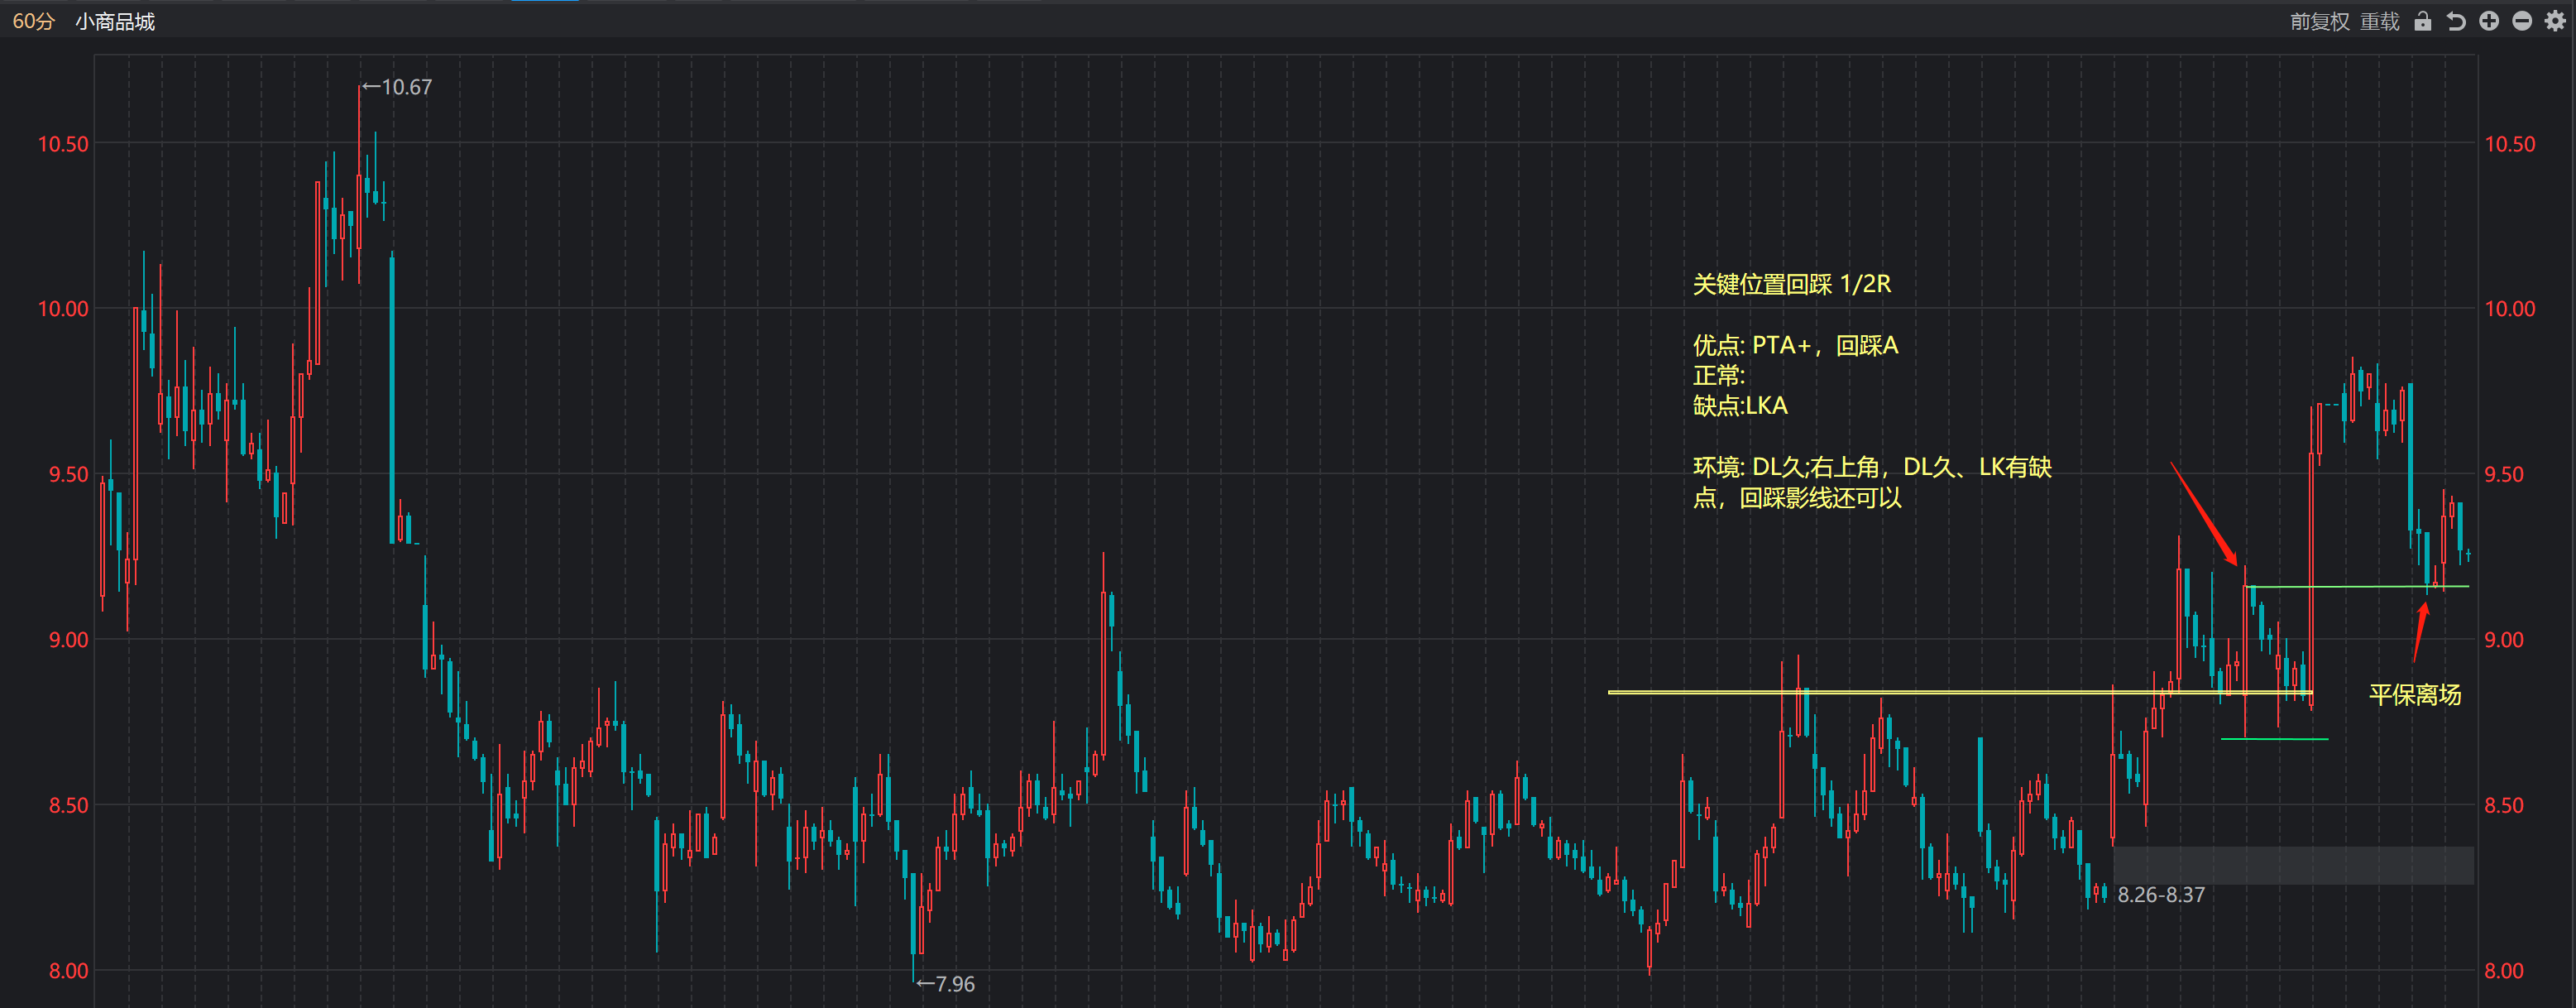 60分 小商品城 前复权 重载
←10.67
10.50 10.50
10.00 10.00
关键位置回踩 1/2R
优点: PTA+，回踩A
正常:
缺点:LKA
环境: DL久;右上角，DL久、LK有缺
点，回踩影线还可以
9.50 9.50
9.00 9.00
平保离场
8.50 8.50
8.26-8.37
8.00 8.00
←7.96